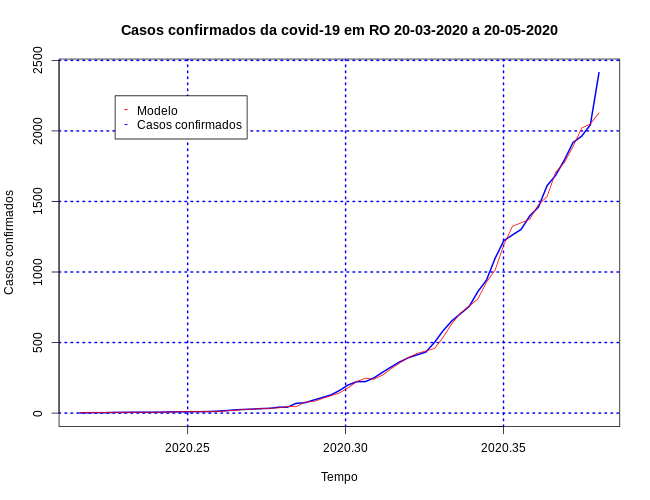 Casos confirmados da covid-19 em RO 20-03-2020 a 20-05-2020
2500
2000
1500
1000
500
0
Casos confirmados
Modelo
Casos confirmados
2020.25 2020.30 2020.35
Tempo